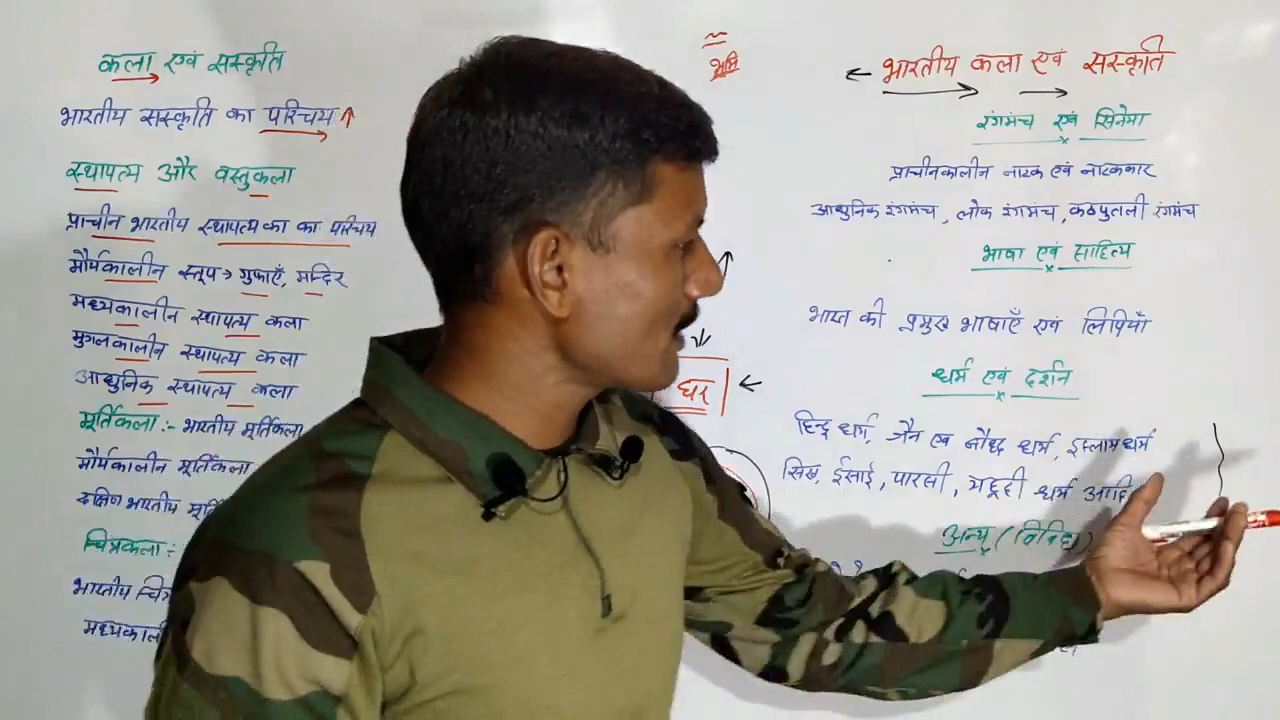 कला एवं संस्कृति
भारतीय संस्कृति का परिचय
स्थापत्य और वस्तुकला
प्राचीन भारतीय स्थापत्य का का परिचय
मौर्यकालीन स्तूप → गुफाएँ, मन्दिर
मध्यकालीन स्थापत्य कला
मुगलकालीन स्थापत्य कला
आधुनिक स्थापत्य कला
मूर्तिकला :- भारतीय मूर्तिकला
मौर्यकालीन मूर्तिकला
दक्षिण भारतीय
चित्रकला :
भारतीय
घर
भारतीय कला एवं संस्कृति
रंगमंच एवं सिनेमा
प्राचीनकालीन नाटक एवं नाटककार
आधुनिक रंगमंच, लोक रंगमंच, कठपुतली रंगमंच
भाषा एवं साहित्य
भारत की प्रमुख भाषाएँ एवं लिपियाँ
धर्म एवं दर्शन
हिन्दू धर्म, जैन एवं बौध्द धर्म, इस्लाम धर्म
सिख, ईसाई, पारसी, यहूदी धर्म आदि
अन्य (विविध)